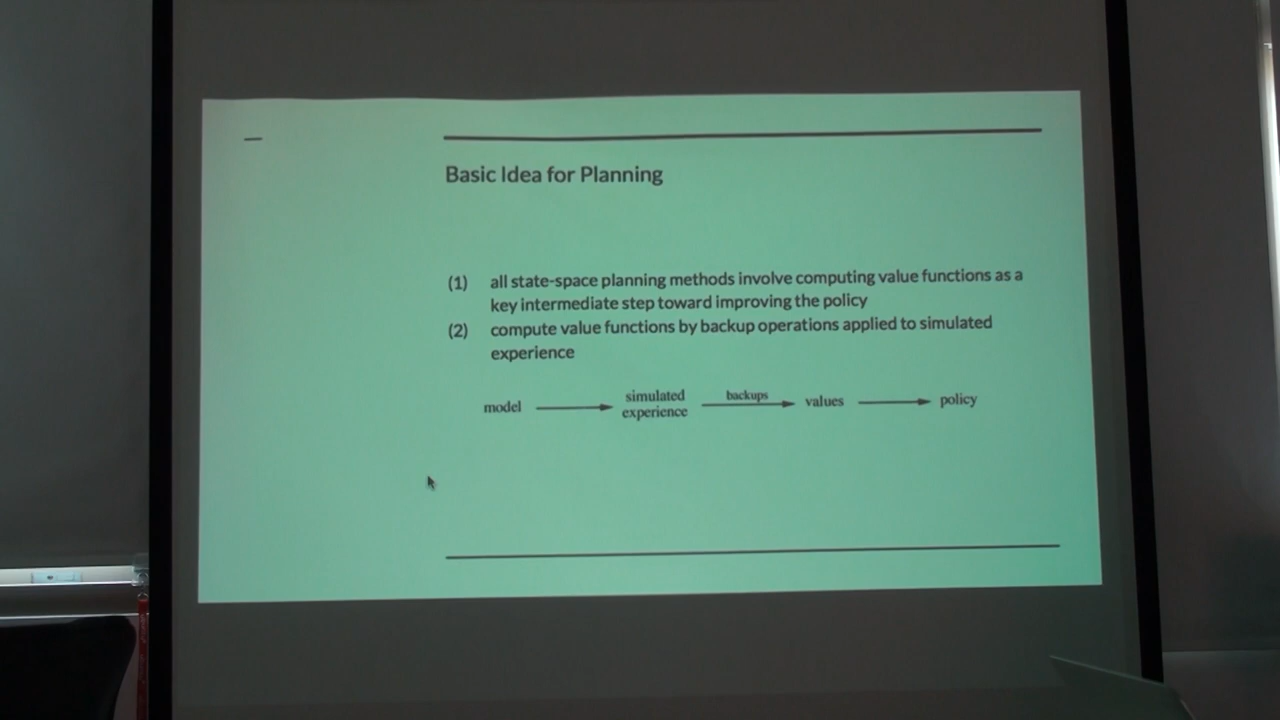 Basic Idea for Planning
(1) all state-space planning methods involve computing value functions as a
key intermediate step toward improving the policy
(2) compute value functions by backup operations applied to simulated
experience
model simulated experience backups values policy